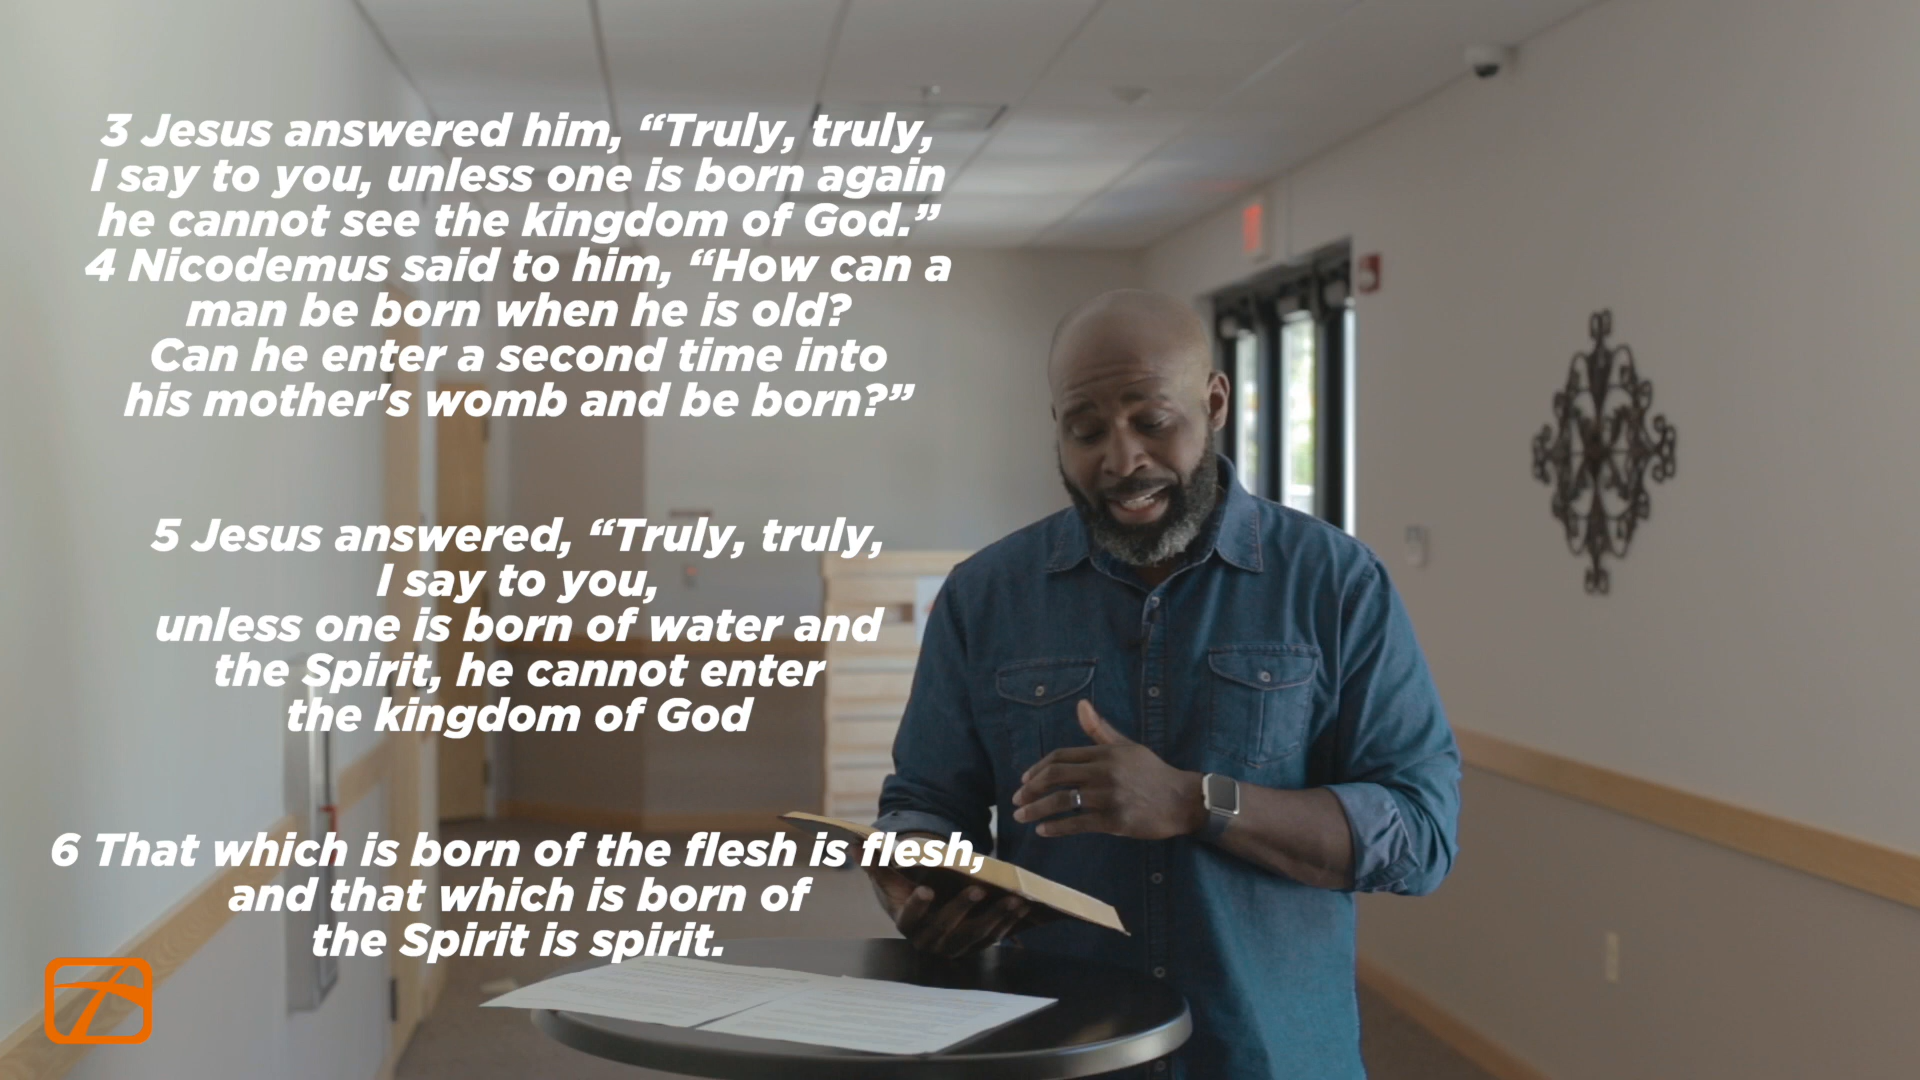 3 Jesus answered him, “Truly, truly,
I say to you, unless one is born again
he cannot see the kingdom of God.”
4 Nicodemus said to him, “How can a
man be born when he is old?
Can he enter a second time into
his mother's womb and be born?”
5 Jesus answered, “Truly, truly,
I say to you,
unless one is born of water and
the Spirit, he cannot enter
the kingdom of God
6 That which is born of the flesh is flesh,
and that which is born of
the Spirit is spirit.